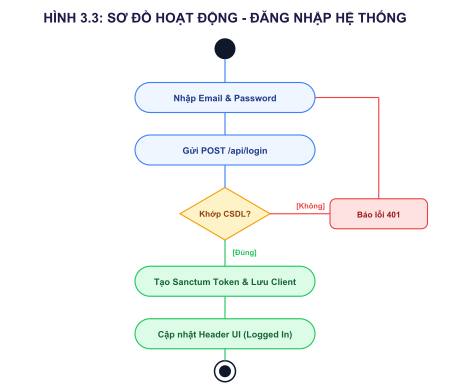 HÌNH 3.3: SƠ ĐỒ HOẠT ĐỘNG - ĐĂNG NHẬP HỆ THỐNG
Nhập Email & Password
Gửi POST /api/login
Khớp CSDL?
[Không]
Báo lỗi 401
[Đúng]
Tạo Sanctum Token & Lưu Client
Cập nhật Header UI (Logged In)